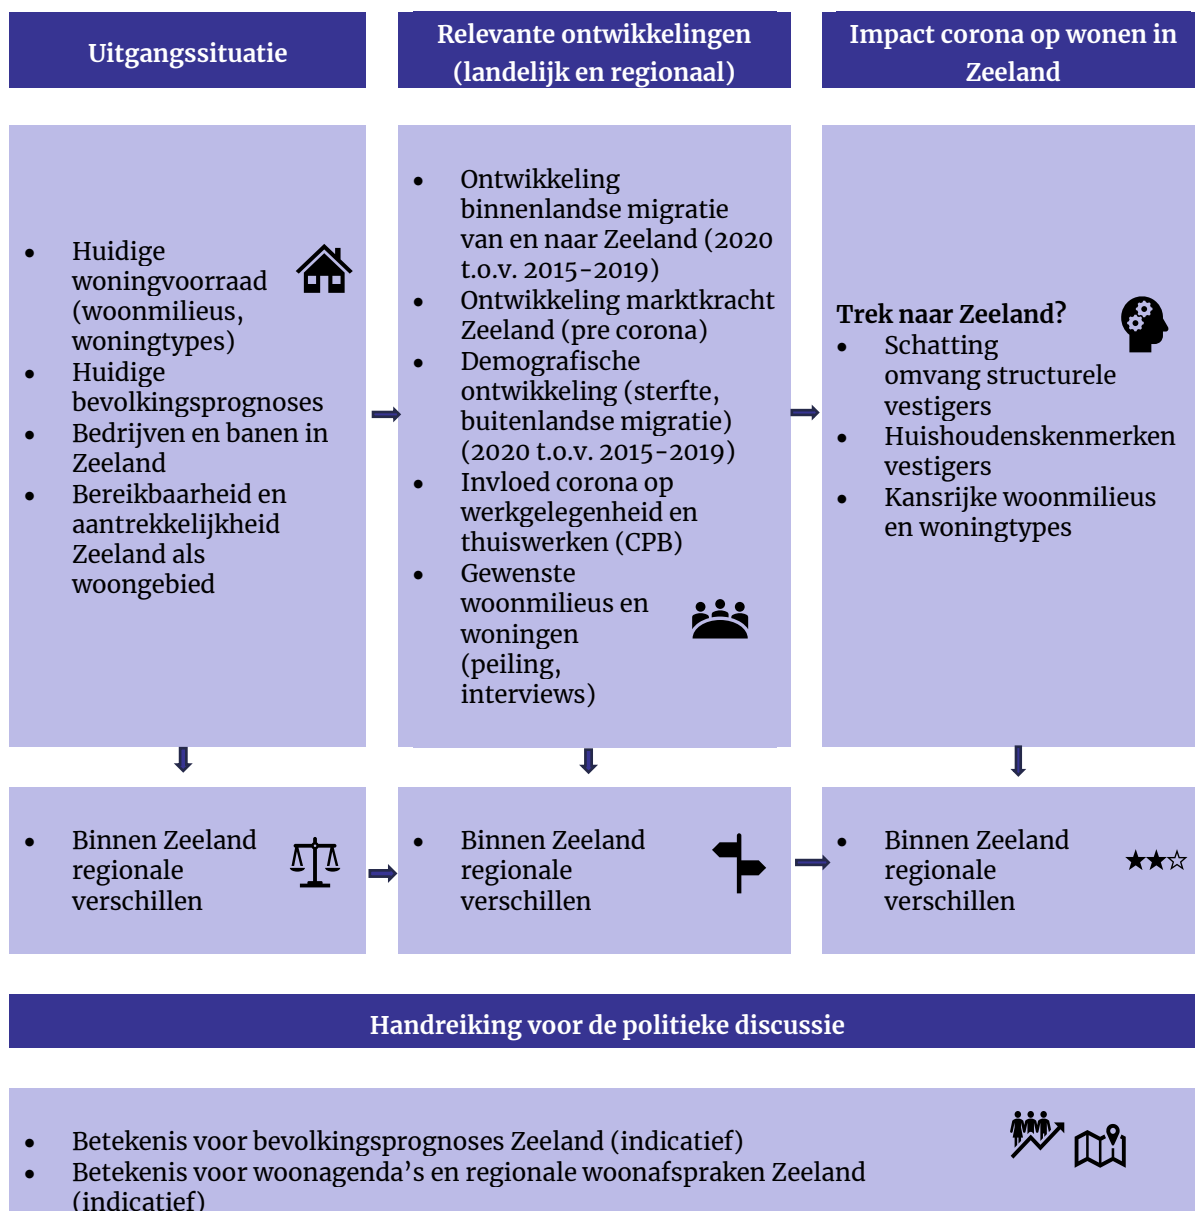 Uitgangssituatie
Relevante ontwikkelingen
(landelijk en regionaal)
Impact corona op wonen in
Zeeland
• Huidige
woningvoorraad
(woonmilieus,
woningtypes)
• Huidige
bevolkingsprognoses
• Bedrijven en banen in
Zeeland
• Bereikbaarheid en
aantrekkelijkheid
Zeeland als
woongebied
• Ontwikkeling
binnenlandse migratie
van en naar Zeeland (2020
t.o.v. 2015-2019)
• Ontwikkeling marktkracht
Zeeland (pre corona)
• Demografische
ontwikkeling (sterfte,
buitenlandse migratie)
(2020 t.o.v. 2015-2019)
• Invloed corona op
werkgelegenheid en
thuiswerken (CPB)
• Gewenste
woonmilieus en
woningen
(peiling,
interviews)
Trek naar Zeeland?
• Schatting
omvang structurele
vestigers
• Huishoudenskenmerken
vestigers
• Kansrijke woonmilieus
en woningtypes
• Binnen Zeeland
regionale
verschillen
• Binnen Zeeland
regionale
verschillen
• Binnen Zeeland
regionale
verschillen
Handreiking voor de politieke discussie
• Betekenis voor bevolkingsprognoses Zeeland (indicatief)
• Betekenis voor woonagenda’s en regionale woonafspraken Zeeland
(indicatief)